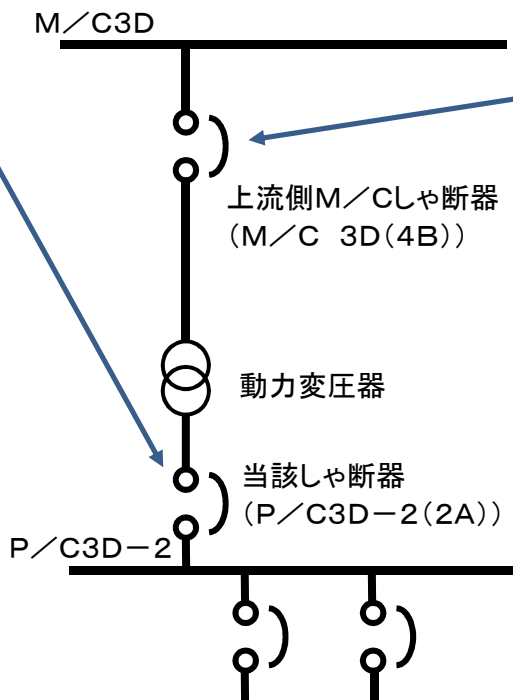 M／C3D
上流側M／Cしゃ断器
（M／C　3D（4B））
動力変圧器
当該しゃ断器
（P／C3D－2（2A））
P／C3D－2